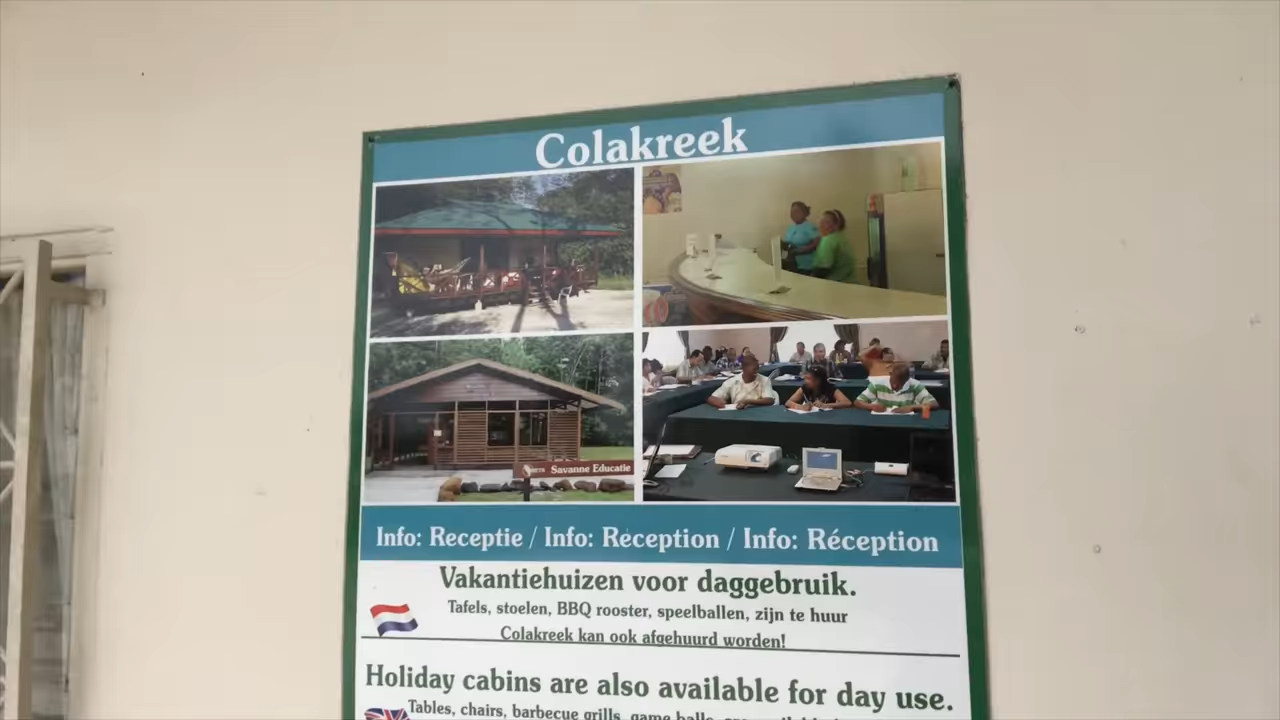 Colakreek
Savanne Educatie
Info: Receptie / Info: Reception / Info: Réception
Vakantiehuizen voor daggebruik.
Tafels, stoelen, BBQ rooster, speelballen, zijn te huur
Colakreek kan ook afgehuurd worden!
Holiday cabins are also available for day use.
Tables, chairs, barbecue grills, game balls,